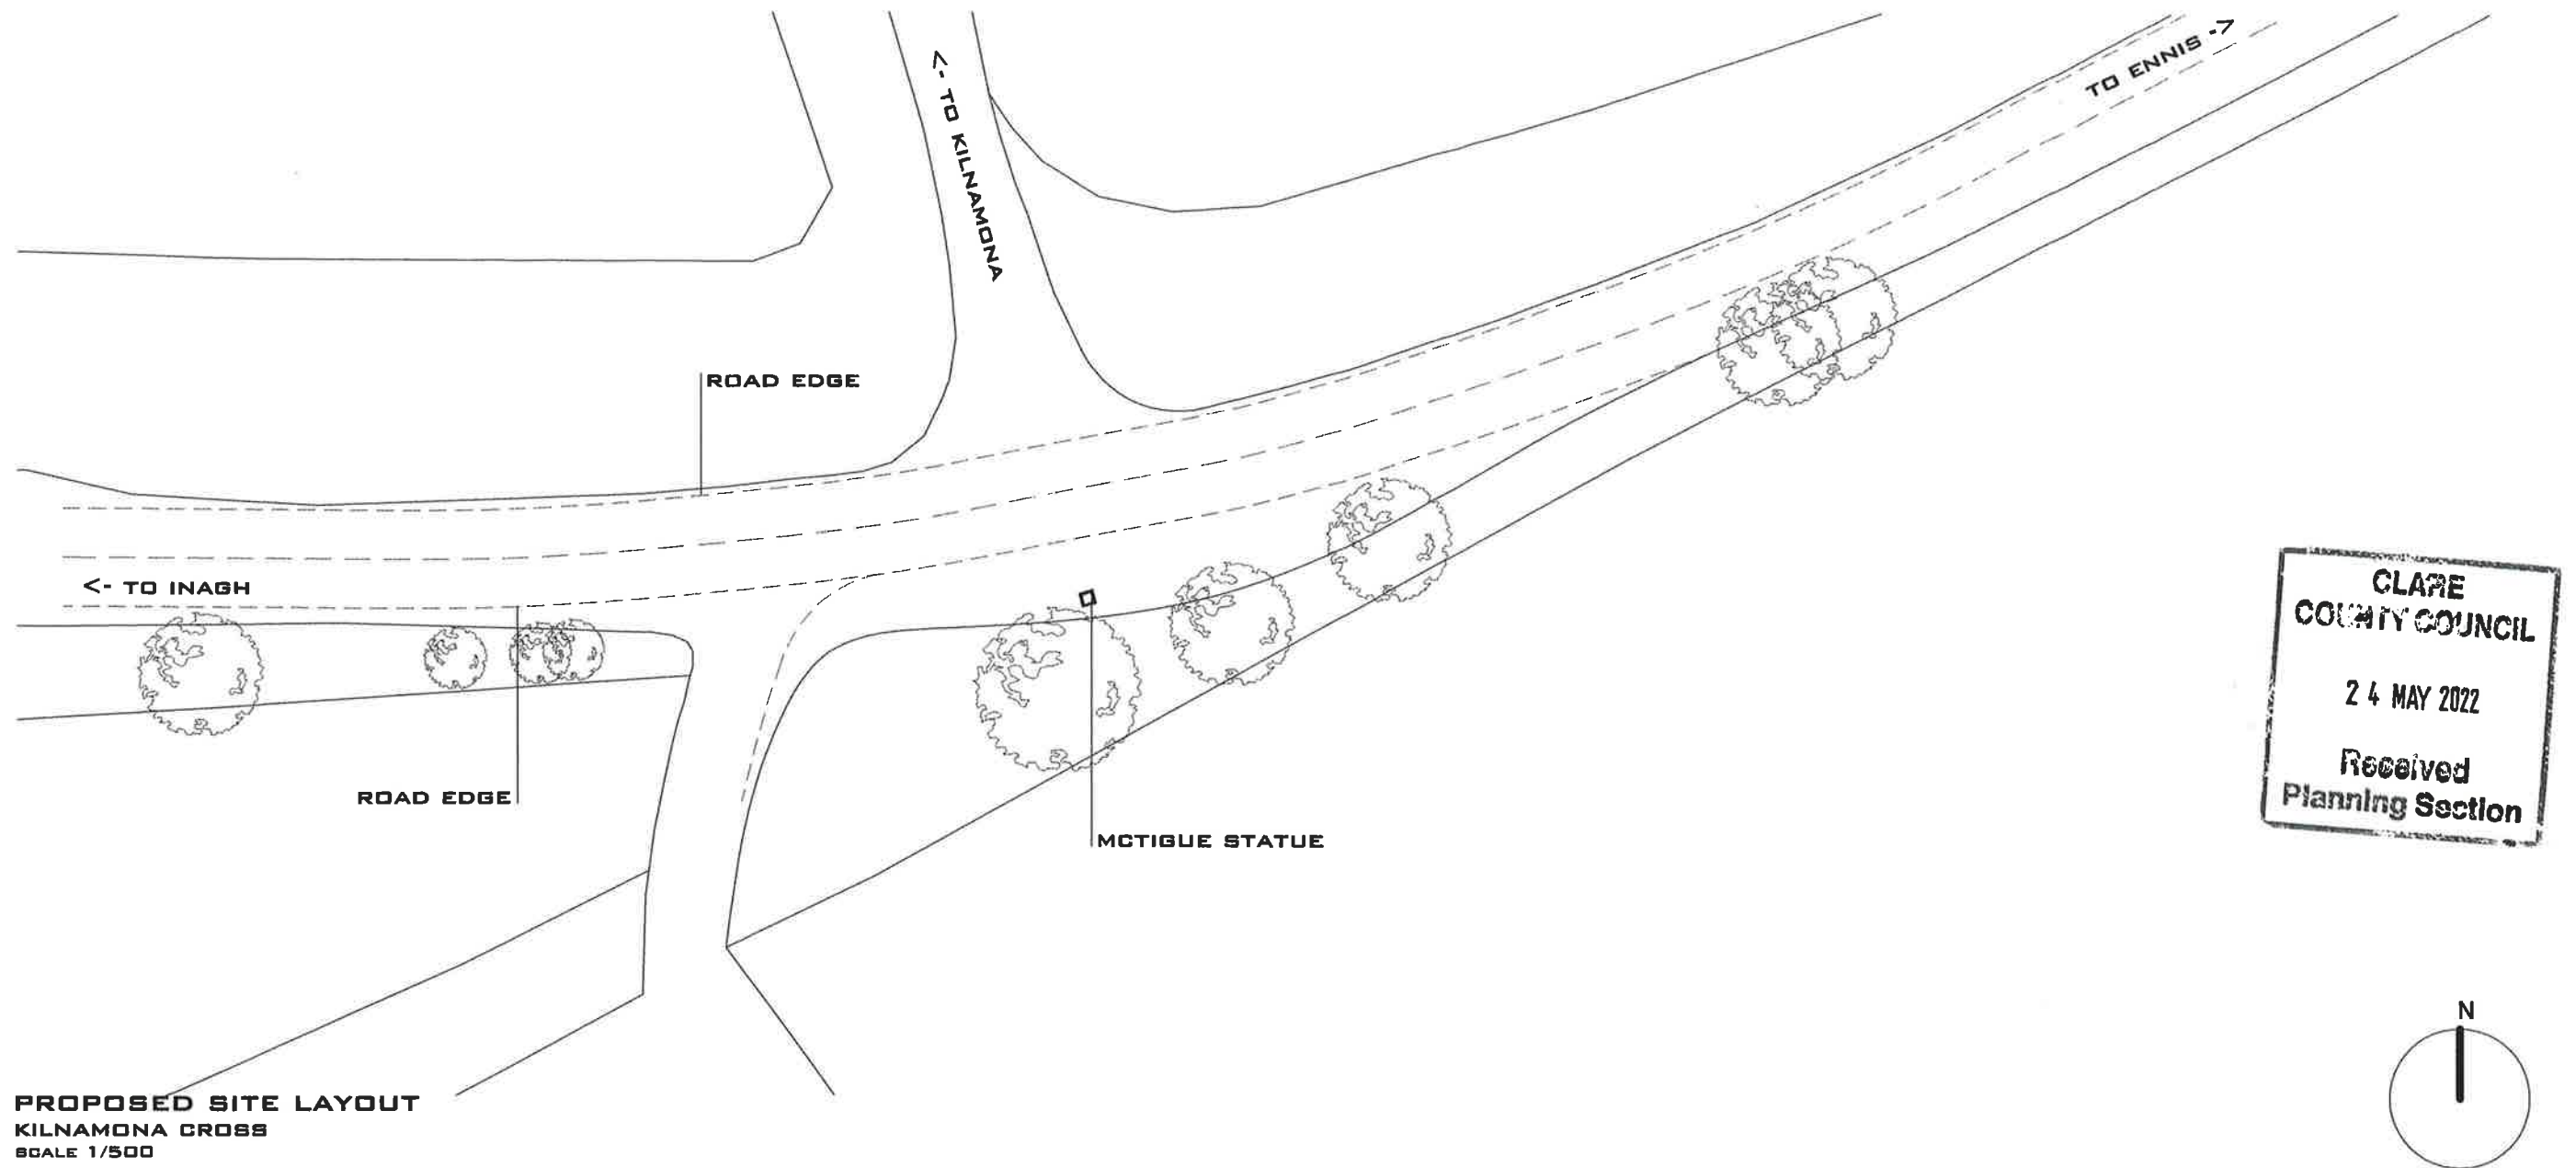 <- TO KILNAMONA
TO ENNIS ->
ROAD EDGE
<- TO INAGH
ROAD EDGE
MCTIGUE STATUE
CLARE
COUNTY COUNCIL
24 MAY 2022
Received
Planning Section
N
PROPOSED SITE LAYOUT
KILNAMONA CROSS
SCALE 1/500